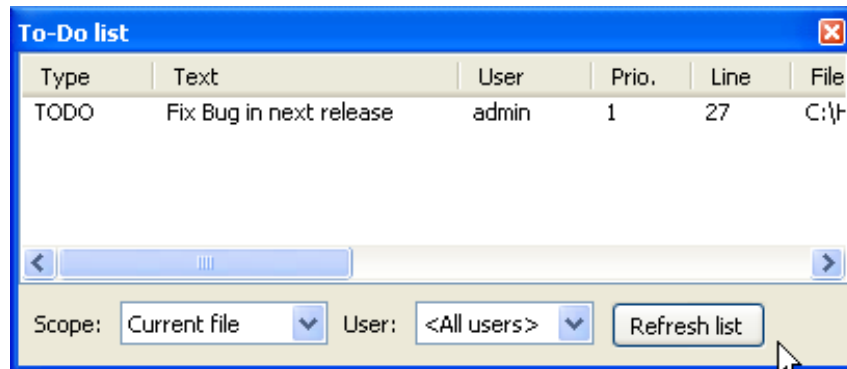 To-Do list
Type Text User Prio. Line File
TODO Fix Bug in next release admin 1 27 C:\H
Scope: Current file User: <All users> Refresh list